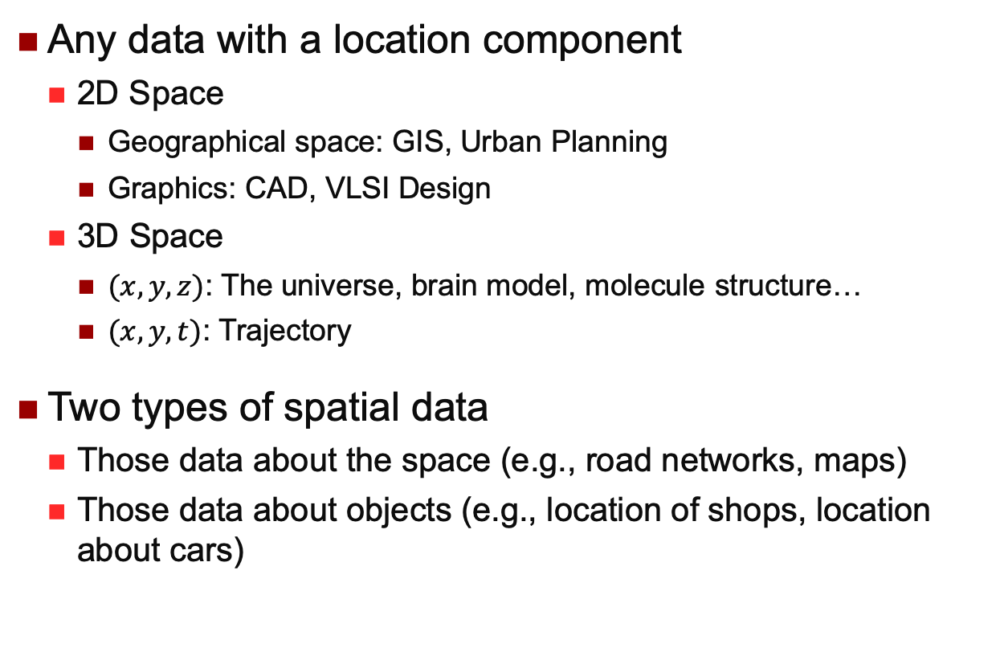 Any data with a location component
2D Space
Geographical space: GIS, Urban Planning
Graphics: CAD, VLSI Design
3D Space
(x, y, z): The universe, brain model, molecule structure…
(x, y, t): Trajectory
Two types of spatial data
Those data about the space (e.g., road networks, maps)
Those data about objects (e.g., location of shops, location
about cars)